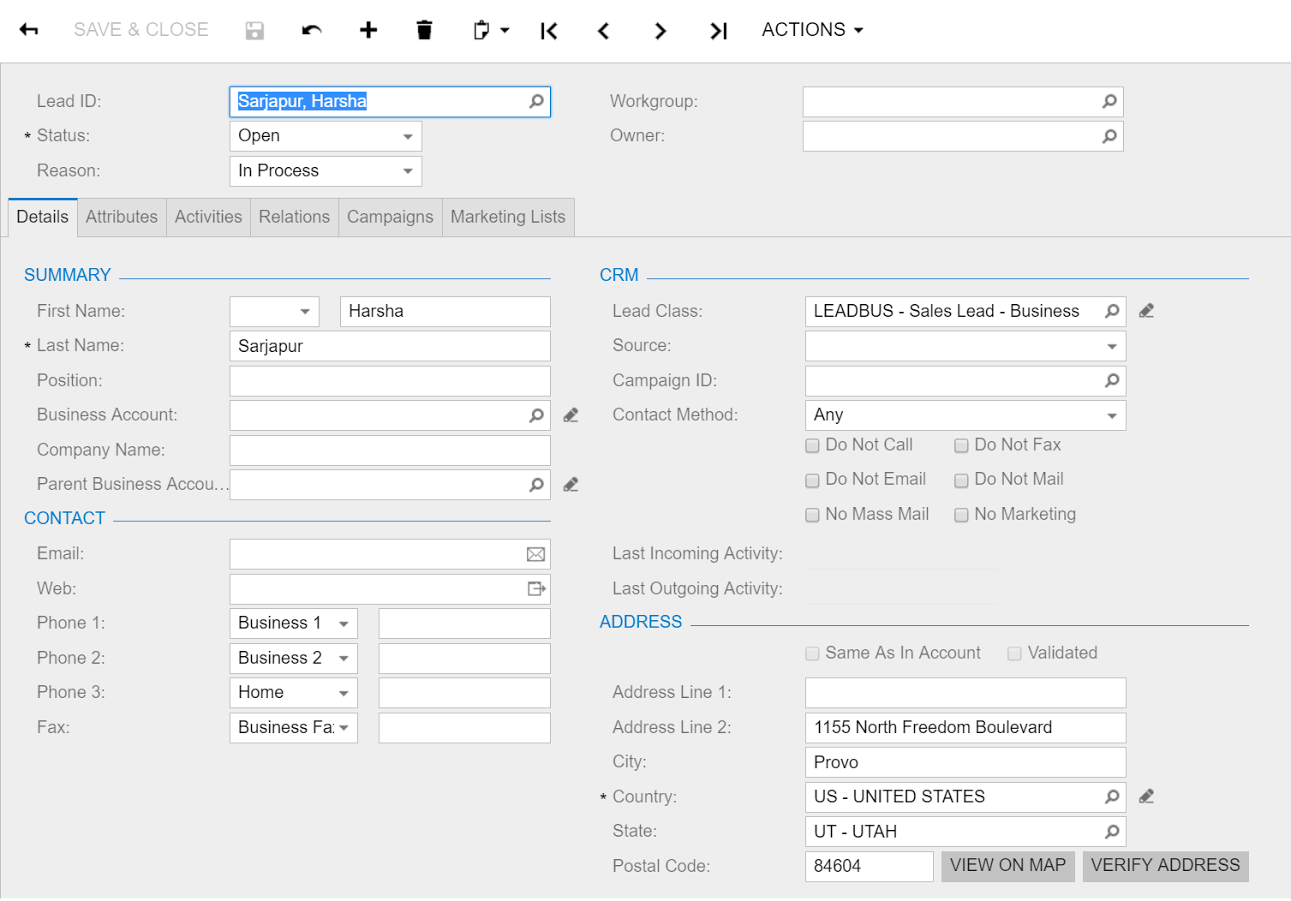 SAVE & CLOSE ACTIONS
Lead ID: Sarjapur, Harsha Workgroup:
* Status: Open Owner:
Reason: In Process
Details Attributes Activities Relations Campaigns Marketing Lists
SUMMARY CRM
First Name: Harsha Lead Class: LEADBUS - Sales Lead - Business
* Last Name: Sarjapur Source:
Position: Campaign ID:
Business Account: Contact Method: Any
Do Not Call Do Not Fax
Company Name:
Parent Business Accou... Do Not Email Do Not Mail
CONTACT No Mass Mail No Marketing
Email: Last Incoming Activity:
Web: Last Outgoing Activity:
Phone 1: Business 1 ADDRESS
Phone 2: Business 2 Same As In Account Validated
Phone 3: Home Address Line 1:
Fax: Business Fa Address Line 2: 1155 North Freedom Boulevard
City: Provo
* Country: US - UNITED STATES
State: UT - UTAH
Postal Code: 84604 VIEW ON MAP VERIFY ADDRESS